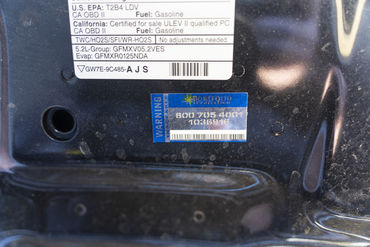 U.S. EPA: T2B4 LDV
CA OBD II Fuel: Gasoline
California: Certified for sale ULEV II qualified PC
CA OBD II Fuel: Gasoline
TWC/HO2S/SFI/WR-HO2S No adjustments needed.
5.2L-Group: GFMXV05.2VES
Evap: GFMXR0125NDA
GW7E-9C485-AJS
WARNING
800 705 4001